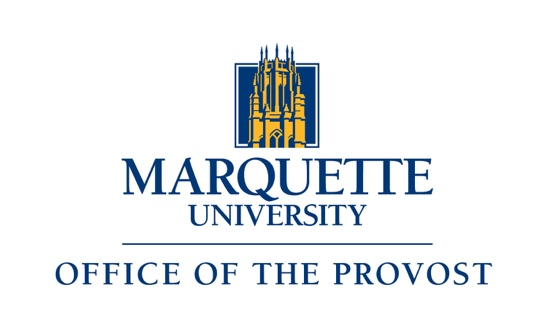 MARQUETTE
UNIVERSITY
OFFICE OF THE PROVOST